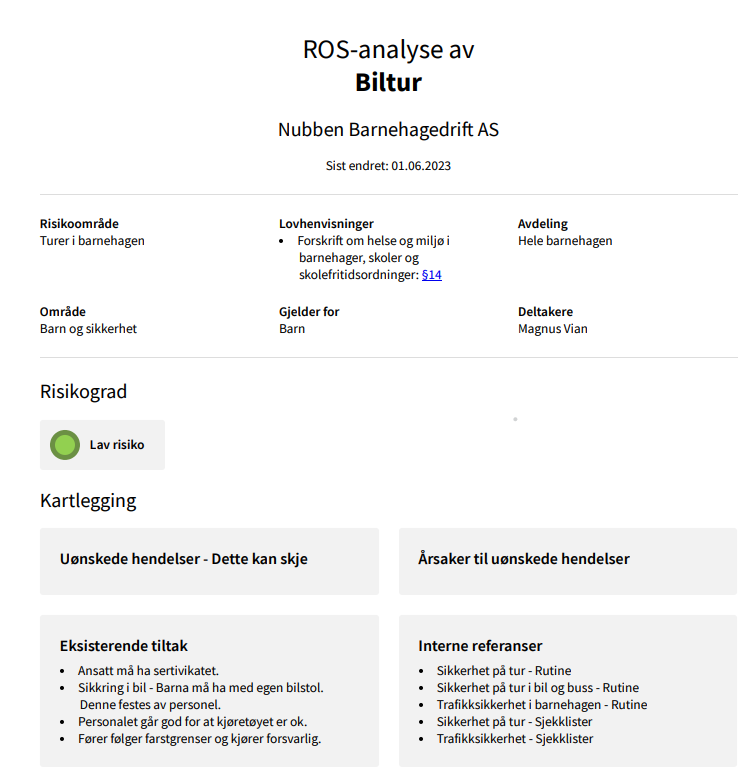 ROS-analyse av
Biltur
Nubben Barnehagedrift AS
Sist endret: 01.06.2023
Risikoområde
Turer i barnehagen
Lovhenvisninger
• Forskrift om helse og miljø i
barnehager, skoler og
skolefritidsordninger: §14
Avdeling
Hele barnehagen
Område
Barn og sikkerhet
Gjelder for
Barn
Deltakere
Magnus Vian
Risikograd
Lav risiko
Kartlegging
Uønskede hendelser - Dette kan skje
Årsaker til uønskede hendelser
Eksisterende tiltak
• Ansatt må ha sertivikatet.
• Sikkring i bil - Barna må ha med egen bilstol.
Denne festes av personel.
• Personalet går god for at kjøretøyet er ok.
• Fører følger farstgrenser og kjører forsvarlig.
Interne referanser
• Sikkerhet på tur - Rutine
• Sikkerhet på tur i bil og buss - Rutine
• Trafikksikkerhet i barnehagen - Rutine
• Sikkerhet på tur - Sjekklister
• Trafikksikkerhet - Sjekklister